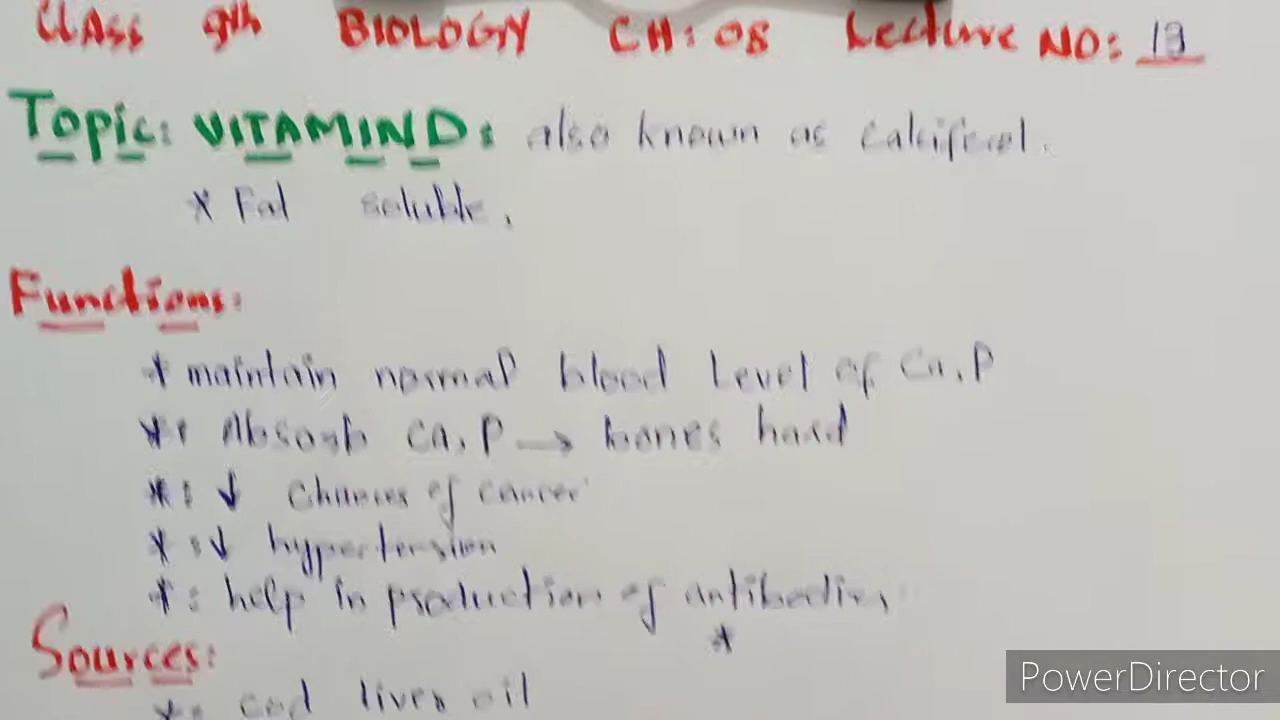 CLASS 9th BIOLOGY CH: 08 Lecture NO: 19
Topic: VITAMIN D: also known as calciferol.
* Fat soluble.
Functions:
* maintain normal blood Level of Ca, P
*: Absorb Ca, P → bones hard
*: ↓ chances of cancer
*: ↓ hypertension
*: help in production of antibodies
*
Sources:
*: cod liver oil
PowerDirector